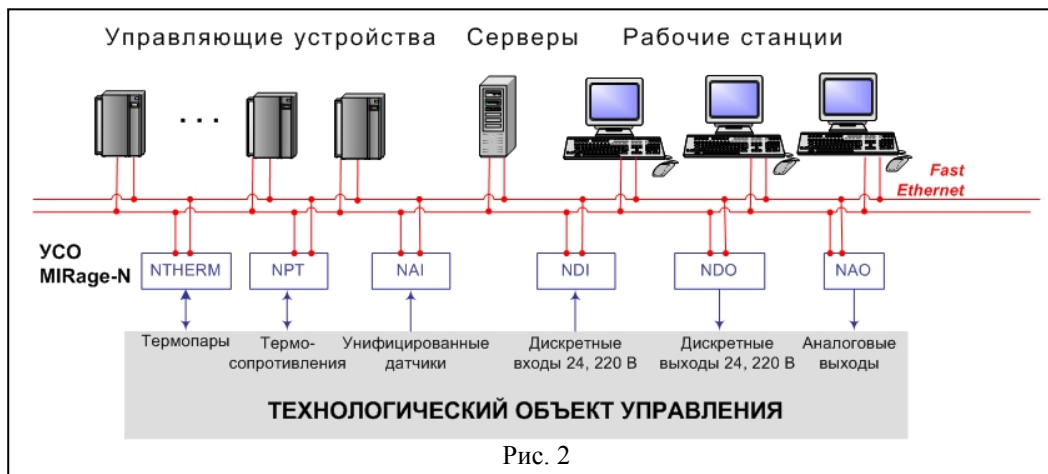 Управляющие устройства Серверы Рабочие станции
. . .
Fast
Ethernet
УСО
MIRage-N
NTHERM NPT NAI NDI NDO NAO
Термопары Термо- Унифицированные Дискретные Дискретные Аналоговые
сопротивления датчики входы 24, 220 В выходы 24, 220 В выходы
ТЕХНОЛОГИЧЕСКИЙ ОБЪЕКТ УПРАВЛЕНИЯ
Рис. 2